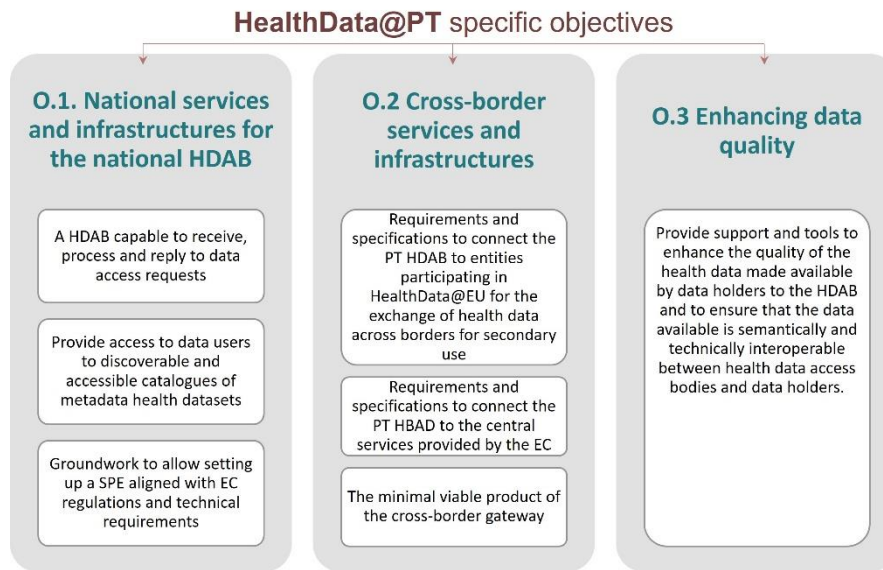 HealthData@PT specific objectives
O.1. National services
and infrastructures for
the national HDAB
A HDAB capable to receive,
process and reply to data
access requests
Provide access to data users
to discoverable and
accessible catalogues of
metadata health datasets
Groundwork to allow setting
up a SPE aligned with EC
regulations and technical
requirements
O.2 Cross-border
services and
infrastructures
Requirements and
specifications to connect the
PT HDAB to entities
participating in
HealthData@EU for the
exchange of health data
across borders for secondary
use
Requirements and
specifications to connect the
PT HBAD to the central
services provided by the EC
The minimal viable product of
the cross-border gateway
O.3 Enhancing data
quality
Provide support and tools to
enhance the quality of the
health data made available
by data holders to the HDAB
and to ensure that the data
available is semantically and
technically interoperable
between health data access
bodies and data holders.